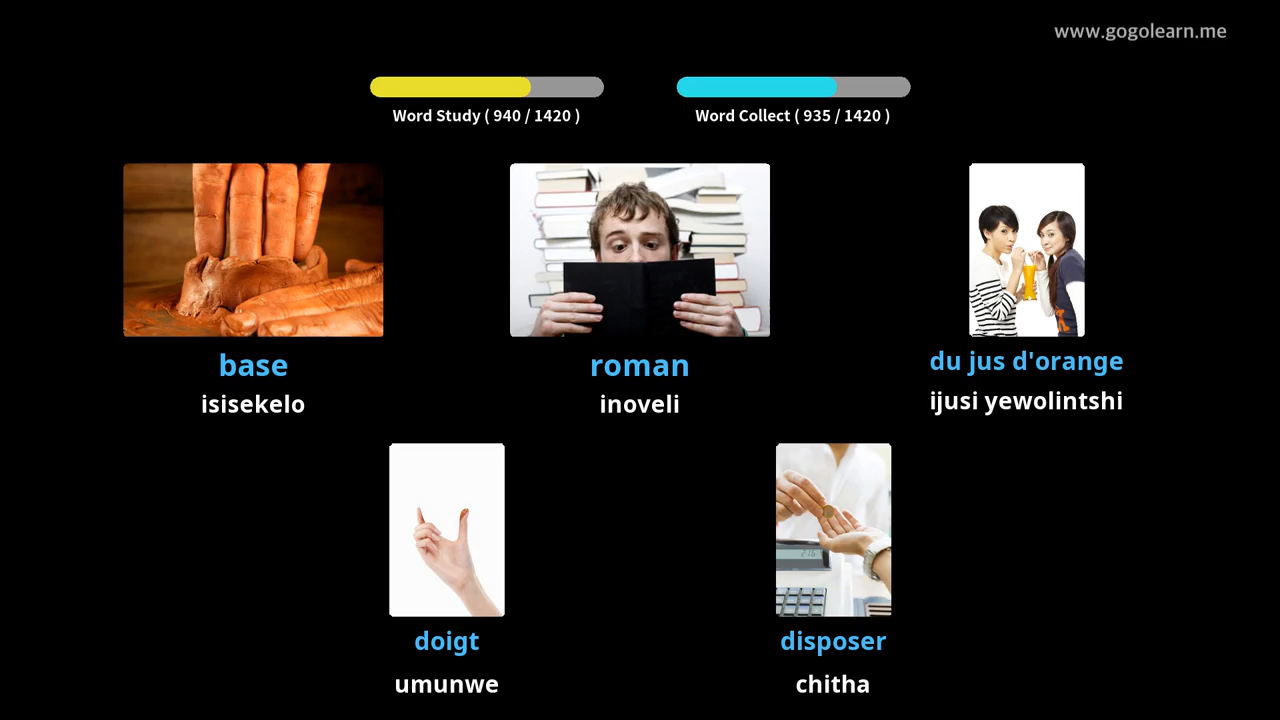 www.gogolearn.me
Word Study ( 940 / 1420 )
Word Collect ( 935 / 1420 )
base
isisekelo
roman
inoveli
du jus d'orange
ijusi yewolintshi
doigt
umunwe
disposer
chitha